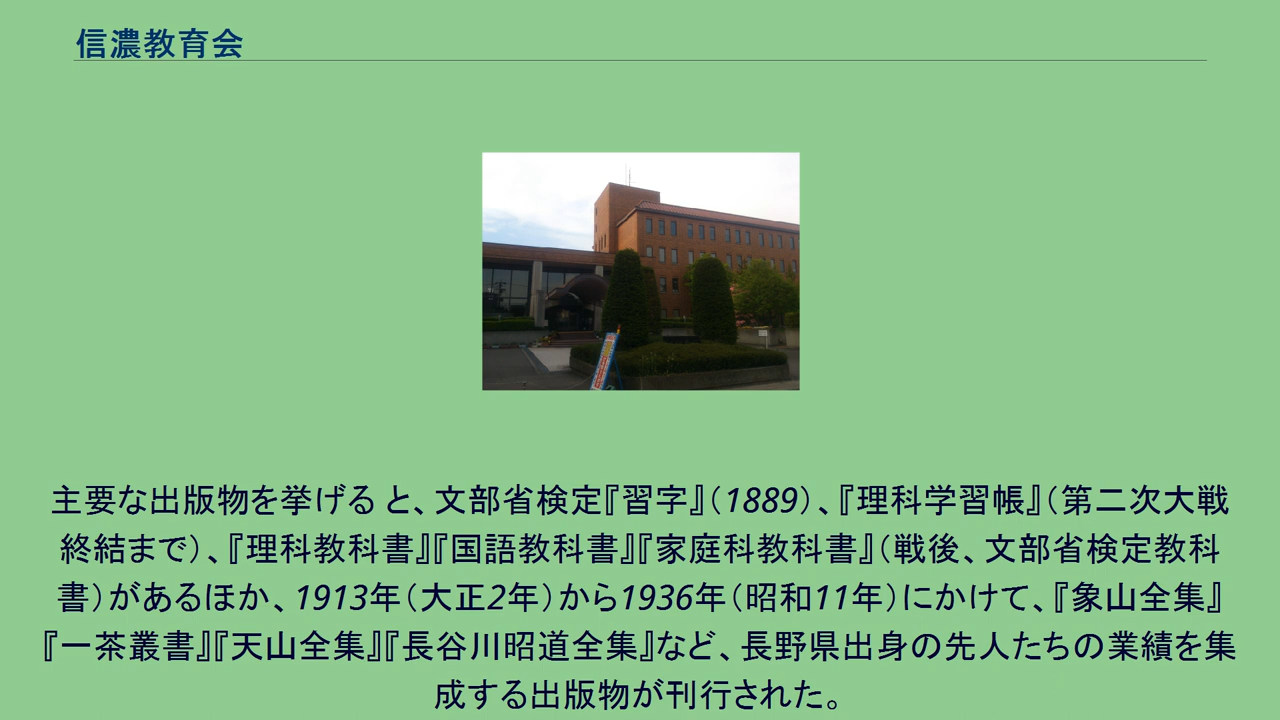 信濃教育会
主要な出版物を挙げると、文部省検定『習字』（1889）、『理科学習帳』（第二次大戦
終結まで）、『理科教科書』『国語教科書』『家庭科教科書』（戦後、文部省検定教科
書）があるほか、1913年（大正2年）から1936年（昭和11年）にかけて、『象山全集』
『一茶叢書』『天山全集』『長谷川昭道全集』など、長野県出身の先人たちの業績を集
成する出版物が刊行された。